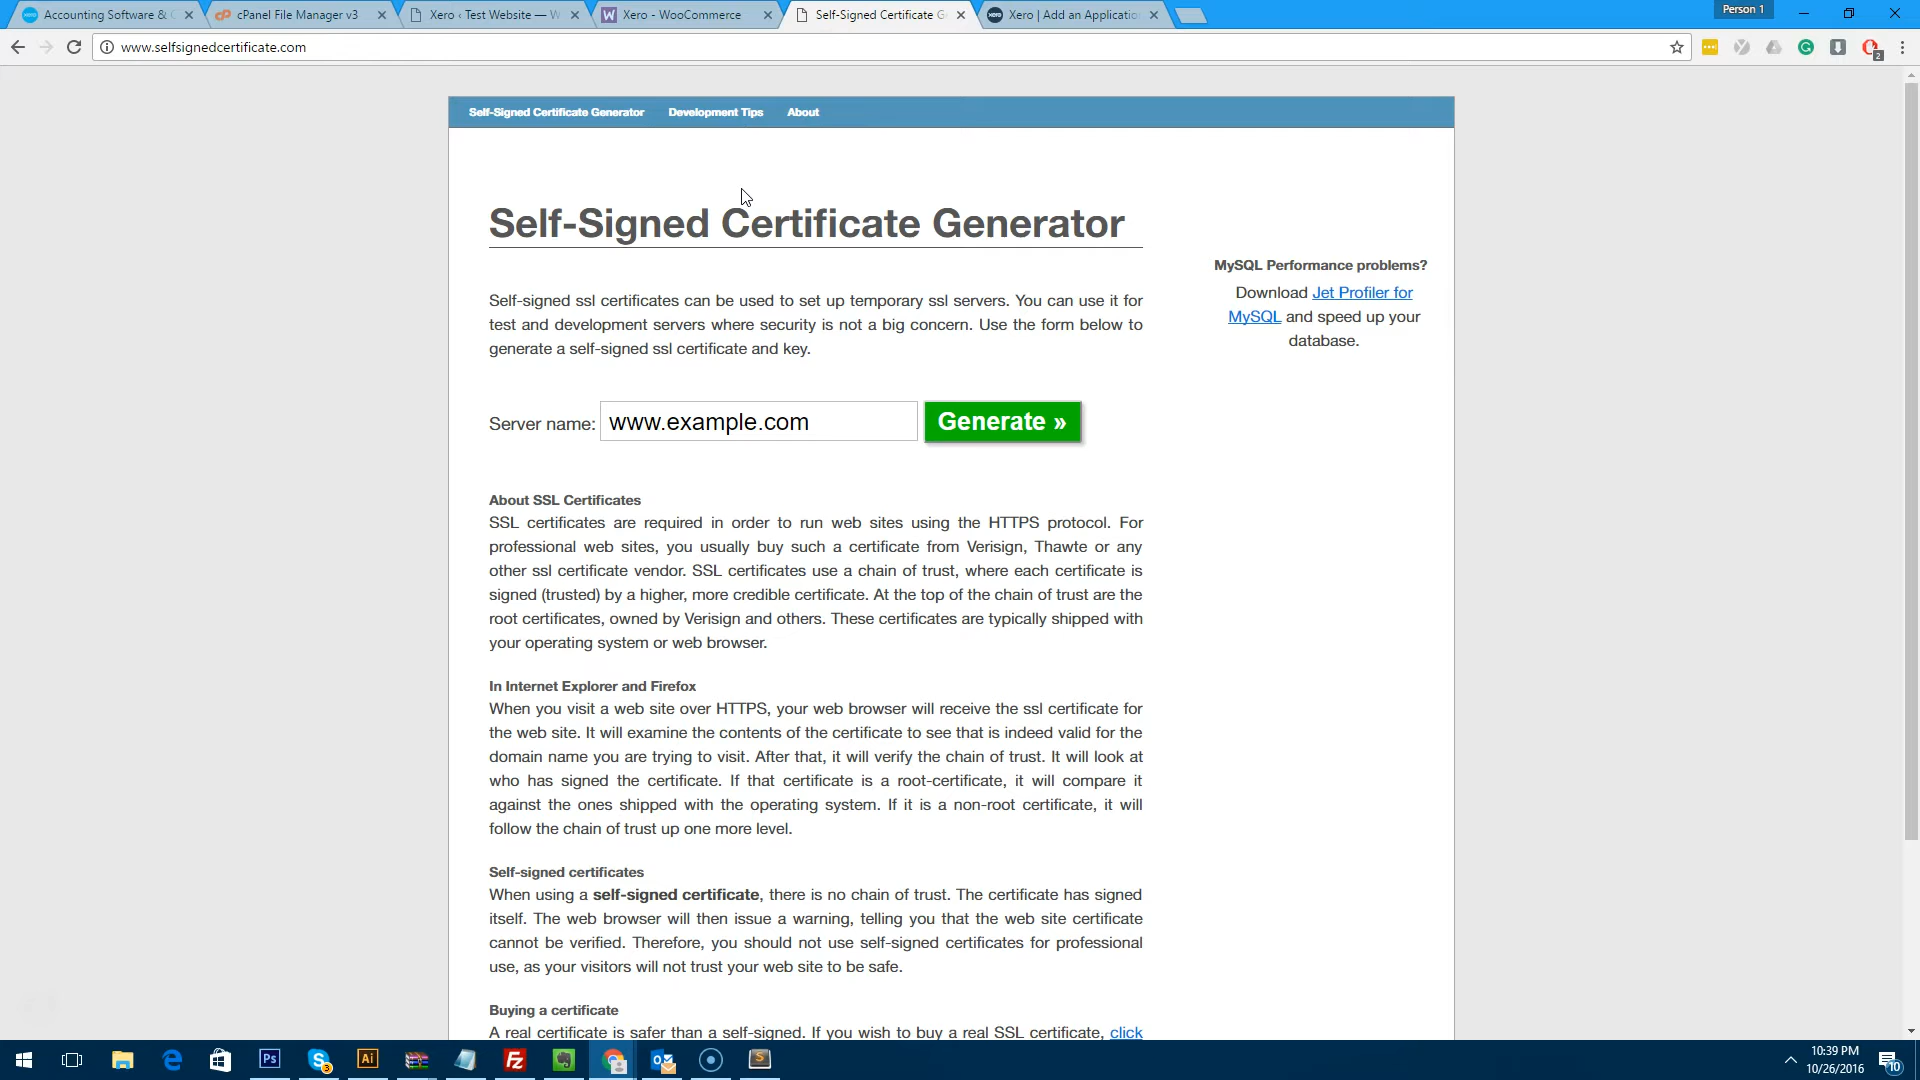 Accounting Software & C
cPanel File Manager v3
Xero ‹ Test Website — W
Xero - WooCommerce
Self-Signed Certificate G
Xero | Add an Applicatio
Person 1
www.selfsignedcertificate.com
2
Self-Signed Certificate Generator
Development Tips
About
Self-Signed Certificate Generator
Self-signed ssl certificates can be used to set up temporary ssl servers. You can use it for
test and development servers where security is not a big concern. Use the form below to
generate a self-signed ssl certificate and key.
MySQL Performance problems?
Download Jet Profiler for
MySQL and speed up your
database.
Server name:
www.example.com
Generate »
About SSL Certificates
SSL certificates are required in order to run web sites using the HTTPS protocol. For
professional web sites, you usually buy such a certificate from Verisign, Thawte or any
other ssl certificate vendor. SSL certificates use a chain of trust, where each certificate is
signed (trusted) by a higher, more credible certificate. At the top of the chain of trust are the
root certificates, owned by Verisign and others. These certificates are typically shipped with
your operating system or web browser.
In Internet Explorer and Firefox
When you visit a web site over HTTPS, your web browser will receive the ssl certificate for
the web site. It will examine the contents of the certificate to see that is indeed valid for the
domain name you are trying to visit. After that, it will verify the chain of trust. It will look at
who has signed the certificate. If that certificate is a root-certificate, it will compare it
against the ones shipped with the operating system. If it is a non-root certificate, it will
follow the chain of trust up one more level.
Self-signed certificates
When using a self-signed certificate, there is no chain of trust. The certificate has signed
itself. The web browser will then issue a warning, telling you that the web site certificate
cannot be verified. Therefore, you should not use self-signed certificates for professional
use, as your visitors will not trust your web site to be safe.
Buying a certificate
A real certificate is safer than a self-signed. If you wish to buy a real SSL certificate, click
Ps
3
Ai
10:39 PM
10/26/2016
10